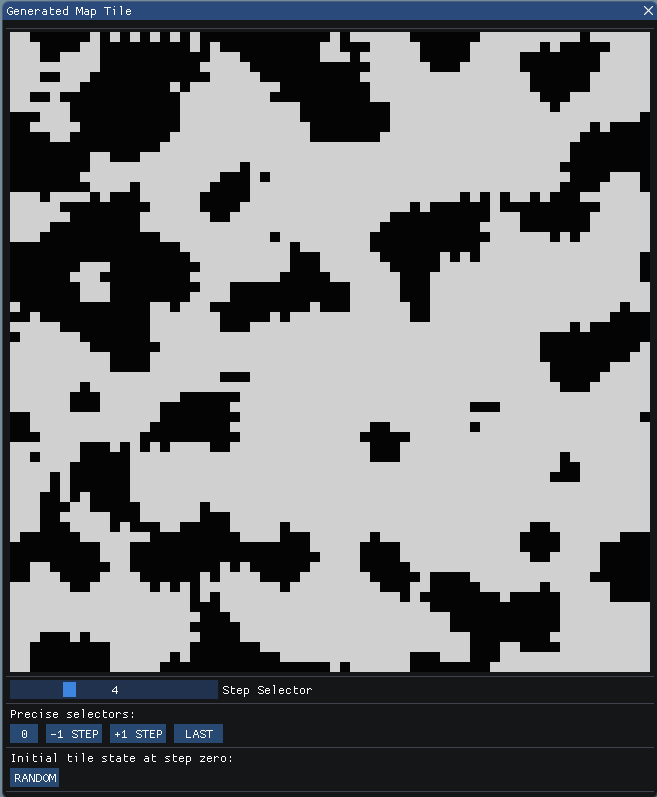 Generated Map Tile
4 Step Selector
Precise selectors:
0 -1 STEP +1 STEP LAST
Initial tile state at step zero:
RANDOM